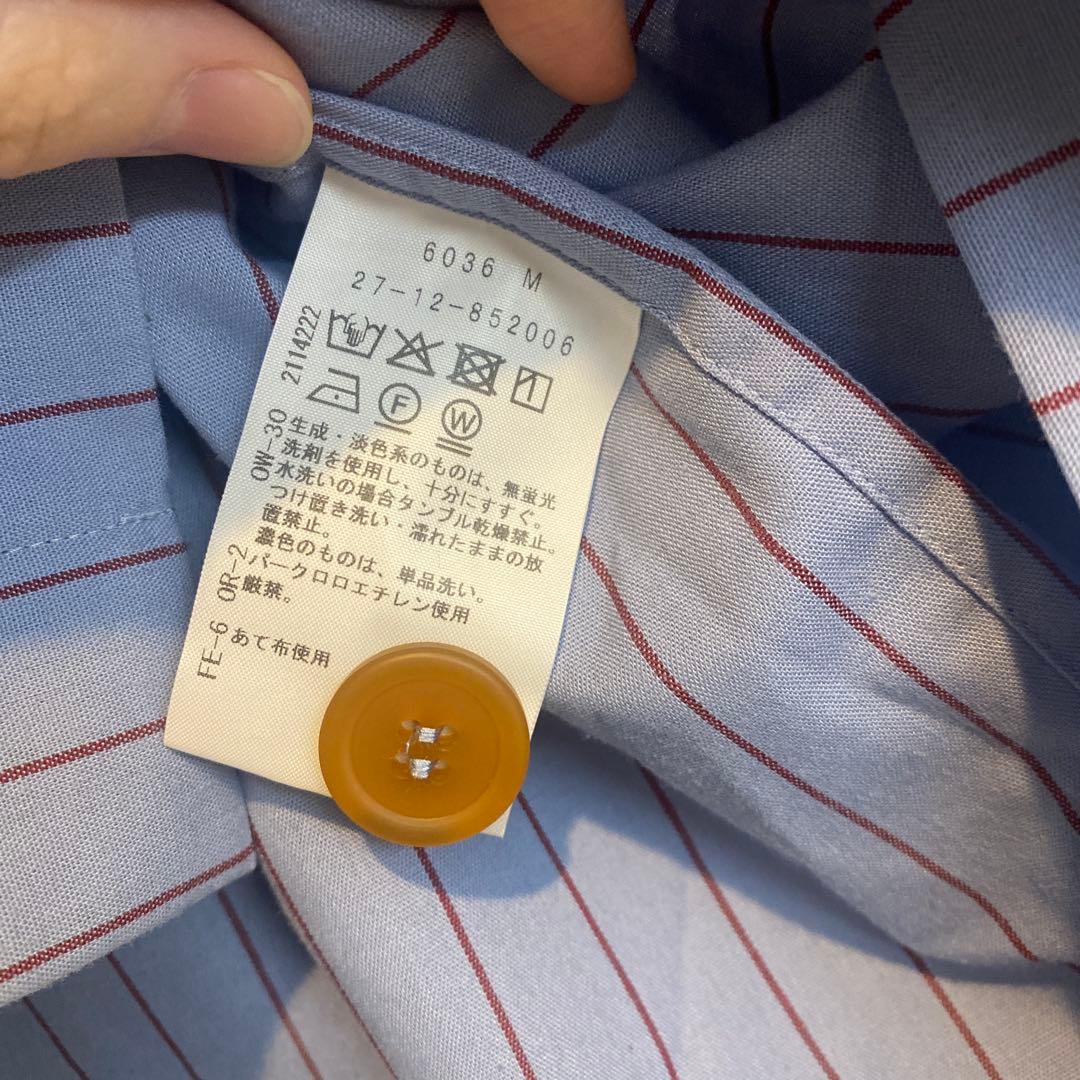 6036 M
27-12-852006
2114222
F
W
OW-30
生成・淡色系のものは、無蛍光
洗剤を使用し、十分にすすぐ。
水洗いの場合タンブル乾燥禁止。
つけ置き洗い・濡れたままの放
置禁止。
濃色のものは、単品洗い。
OR-2
パークロロエチレン使用
厳禁。
FE-6
あて布使用